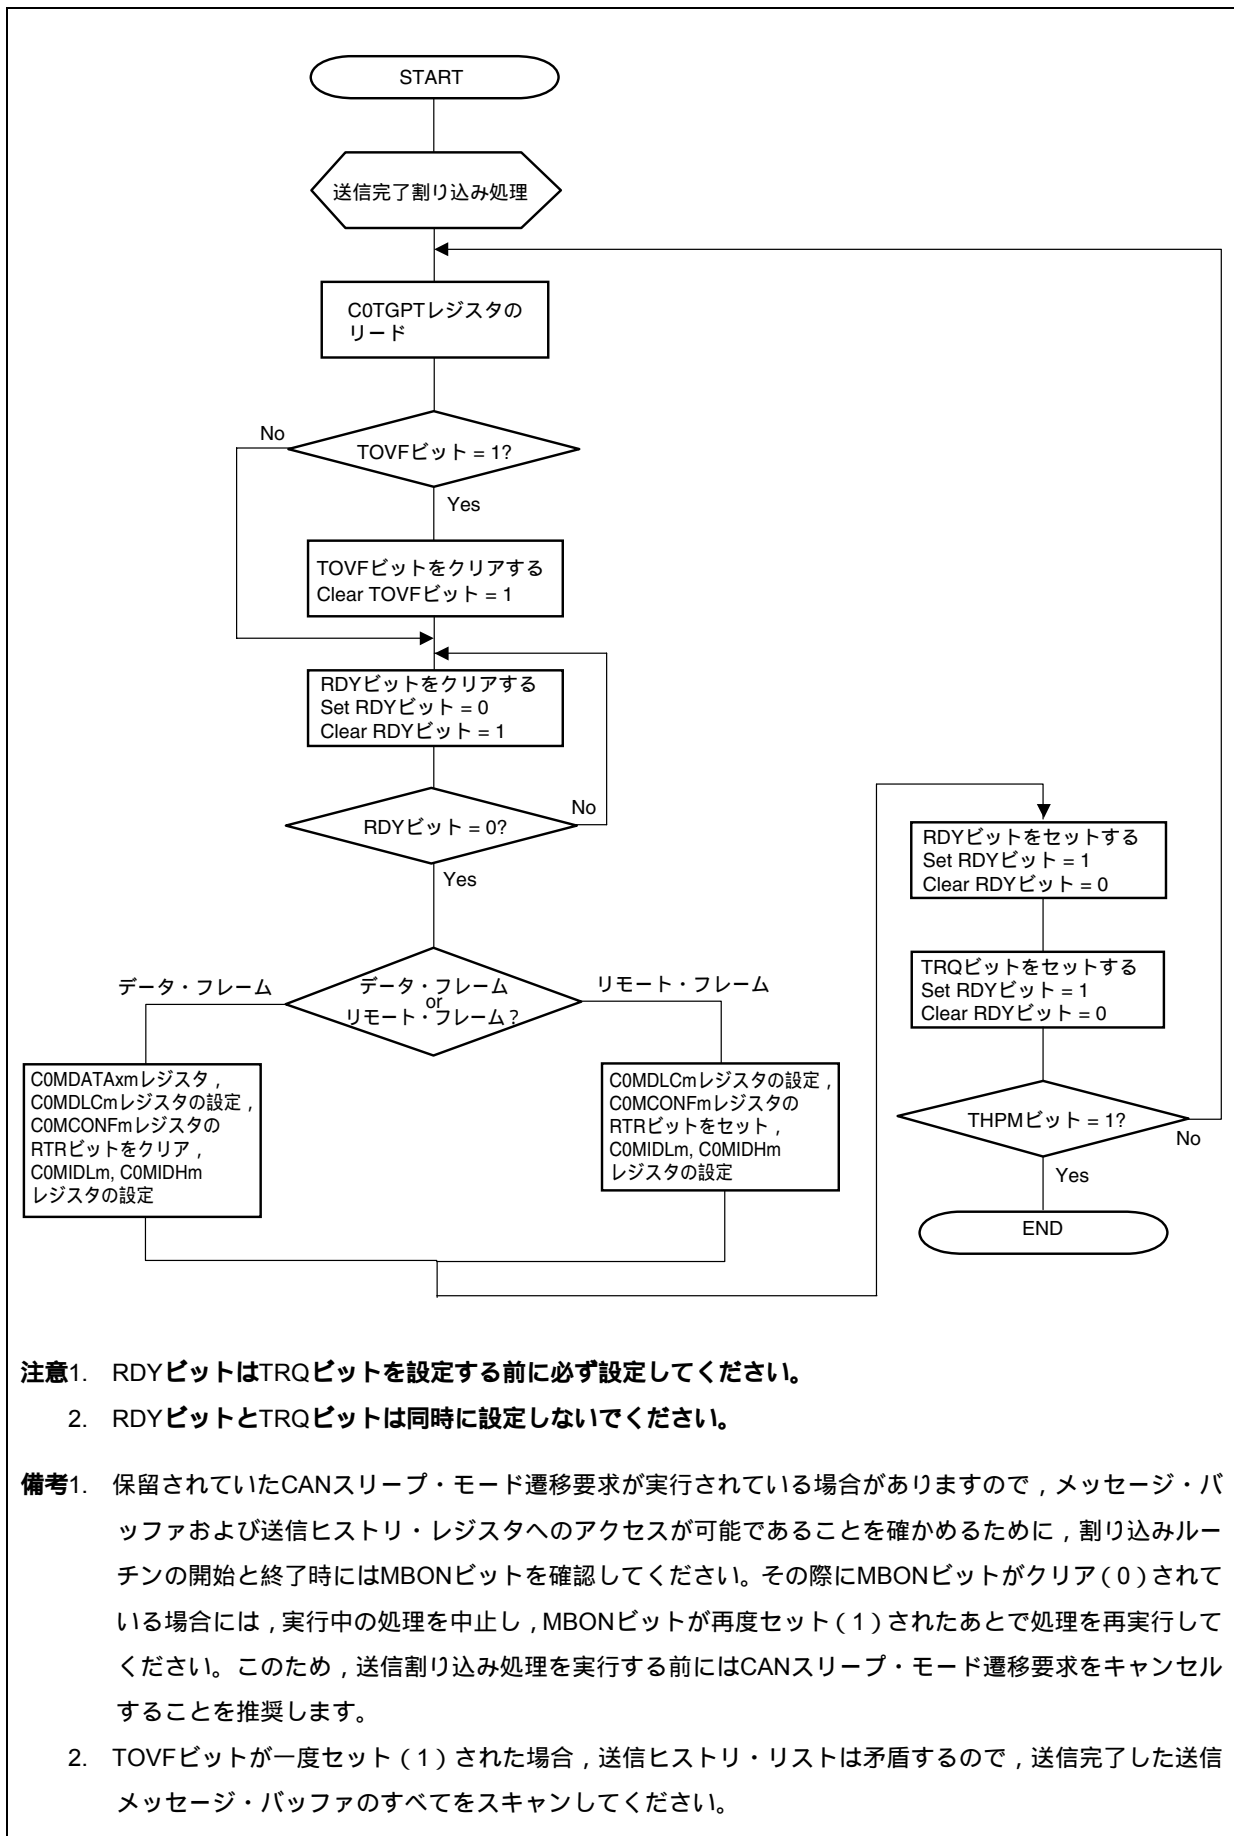 START
送信完了割り込み処理
C0TGPTレジスタの
リード
TOVFビット = 1?
No
Yes
TOVFビットをクリアする
Clear TOVFビット = 1
RDYビットをクリアする
Set RDYビット = 0
Clear RDYビット = 1
RDYビット = 0?
No
Yes
データ・フレーム
or
リモート・フレーム？
データ・フレーム
リモート・フレーム
C0MDATAxmレジスタ，
C0MDLCmレジスタの設定，
C0MCONFmレジスタの
RTRビットをクリア，
C0MIDLm, C0MIDHm
レジスタの設定
C0MDLCmレジスタの設定，
C0MCONFmレジスタの
RTRビットをセット，
C0MIDLm, C0MIDHm
レジスタの設定
RDYビットをセットする
Set RDYビット = 1
Clear RDYビット = 0
TRQビットをセットする
Set RDYビット = 1
Clear RDYビット = 0
THPMビット = 1?
No
Yes
END
注意1. RDYビットはTRQビットを設定する前に必ず設定してください。
2. RDYビットとTRQビットは同時に設定しないでください。
備考1. 保留されていたCANスリープ・モード遷移要求が実行されている場合がありますので，メッセージ・バ
ッファおよび送信ヒストリ・レジスタへのアクセスが可能であることを確かめるために，割り込みルー
チンの開始と終了時にはMBONビットを確認してください。その際にMBONビットがクリア（0）されて
いる場合には，実行中の処理を中止し，MBONビットが再度セット（1）されたあとで処理を再実行して
ください。このため，送信割り込み処理を実行する前にはCANスリープ・モード遷移要求をキャンセル
することを推奨します。
2. TOVFビットが一度セット（1）された場合，送信ヒストリ・リストは矛盾するので，送信完了した送信
メッセージ・バッファのすべてをスキャンしてください。